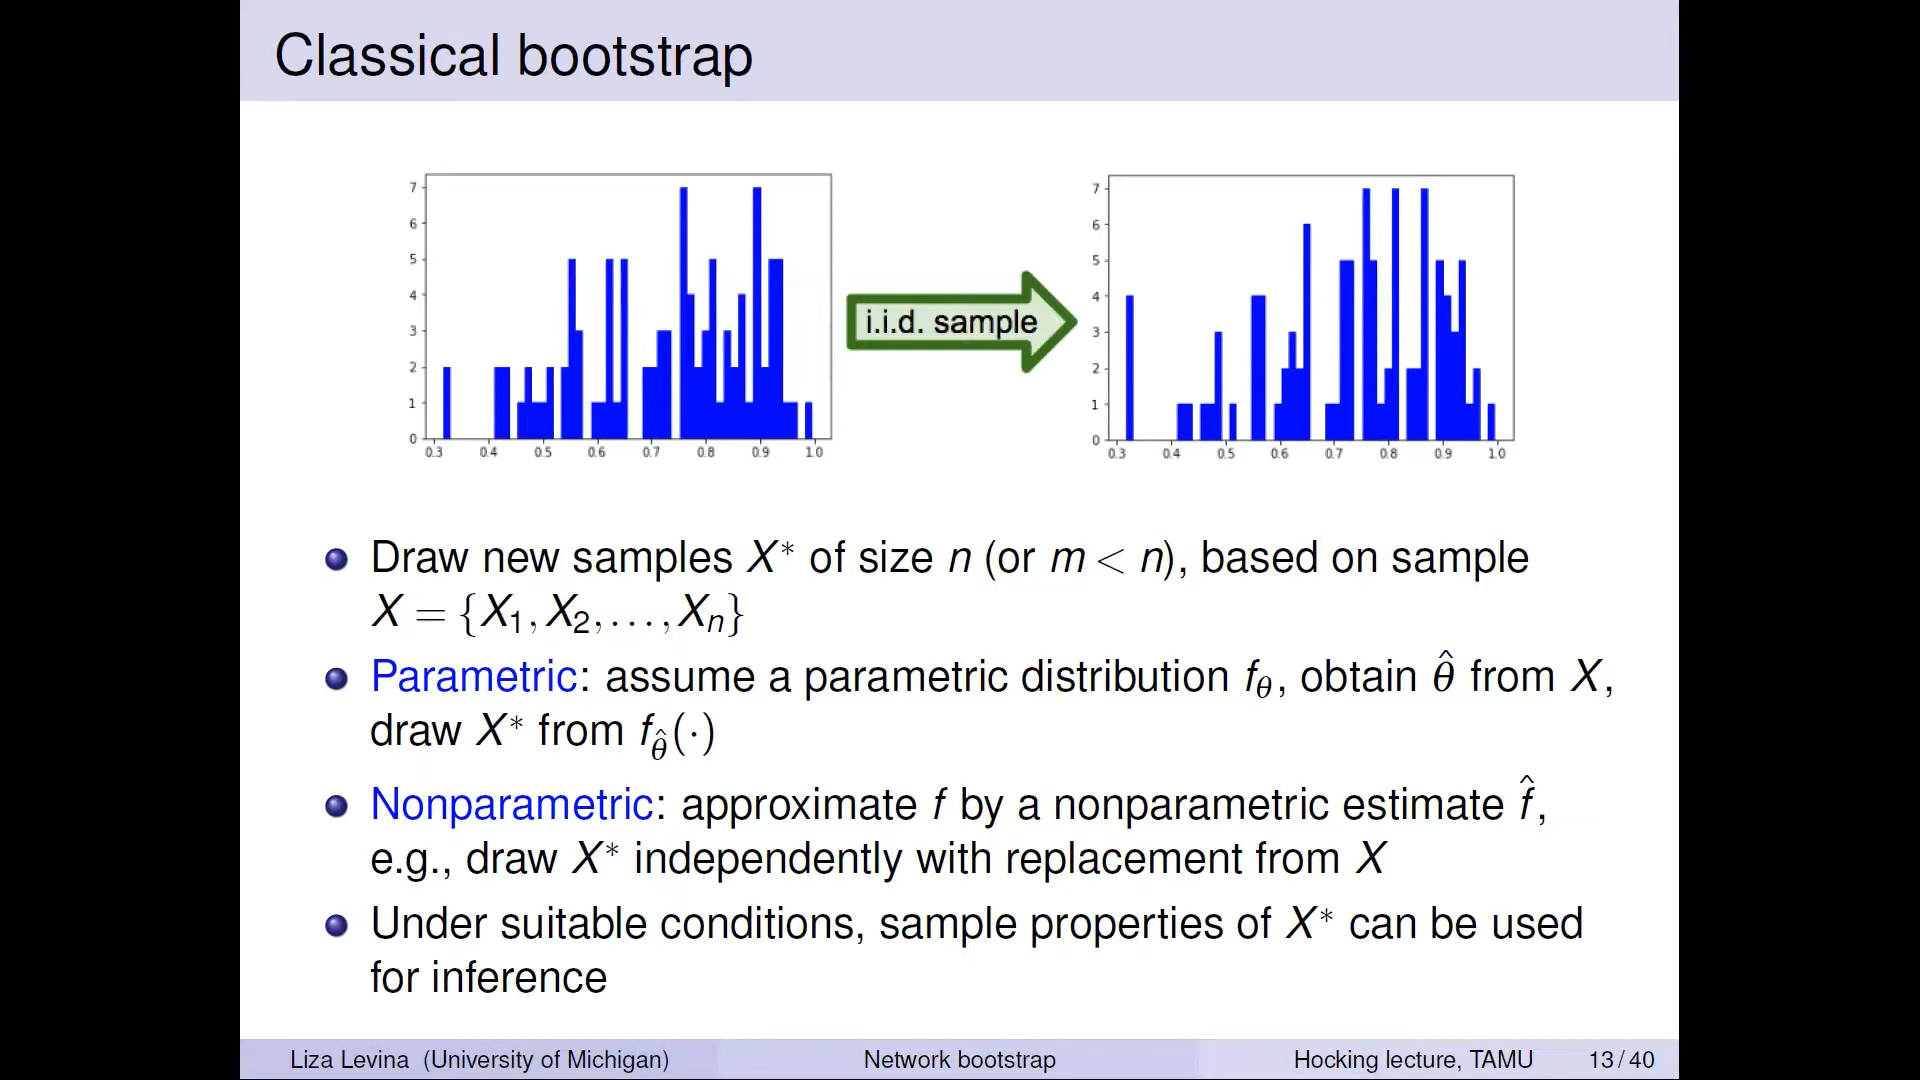 Classical bootstrap
7
6
5
4
3
2
1
0
0.3 0.4 0.5 0.6 0.7 0.8 0.9 1.0
i.i.d. sample
7
6
5
4
3
2
1
0
0.3 0.4 0.5 0.6 0.7 0.8 0.9 1.0
Draw new samples X* of size n (or m < n), based on sample
X = {X₁, X₂, ..., Xₙ}
Parametric: assume a parametric distribution f_θ, obtain θ̂ from X,
draw X* from f_θ̂(·)
Nonparametric: approximate f by a nonparametric estimate f̂,
e.g., draw X* independently with replacement from X
Under suitable conditions, sample properties of X* can be used
for inference
Liza Levina (University of Michigan) Network bootstrap Hocking lecture, TAMU 13/40